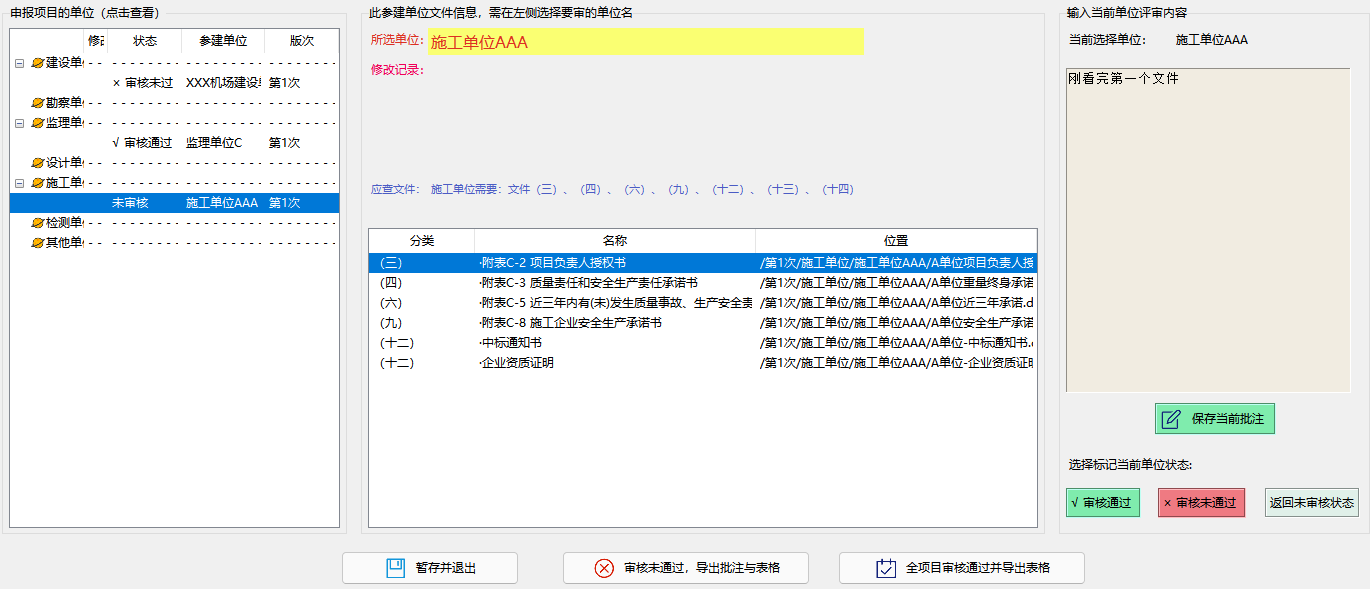 申报项目的单位（点击查看）
修改 状态 参建单位 版次
建设单
× 审核未过 XXX机场建设单 第1次
勘察单
监理单
√ 审核通过 监理单位C 第1次
设计单
施工单
未审核 施工单位AAA 第1次
检测单
其他单
此参建单位文件信息，需在左侧选择要审的单位名
所选单位： 施工单位AAA
修改记录：
应查文件： 施工单位需要：文件（三）、（四）、（六）、（九）、（十二）、（十三）、（十四）
分类 名称 位置
（三） ·附表C-2 项目负责人授权书 /第1次/施工单位/施工单位AAA/A单位项目负责人授
（四） ·附表C-3 质量责任和安全生产责任承诺书 /第1次/施工单位/施工单位AAA/A单位重量终身承诺
（六） ·附表C-5 近三年内有(未)发生质量事故、生产安全责 /第1次/施工单位/施工单位AAA/A单位近三年承诺.d
（九） ·附表C-8 施工企业安全生产承诺书 /第1次/施工单位/施工单位AAA/A单位安全生产承诺
（十二） ·中标通知书 /第1次/施工单位/施工单位AAA/A单位-中标通知书.d
（十二） ·企业资质证明 /第1次/施工单位/施工单位AAA/A单位-企业资质证明
输入当前单位评审内容
当前选择单位： 施工单位AAA
刚看完第一个文件
保存当前批注
选择标记当前单位状态:
√ 审核通过 × 审核未通过 返回未审核状态
暂存并退出 审核未通过，导出批注与表格 全项目审核通过并导出表格